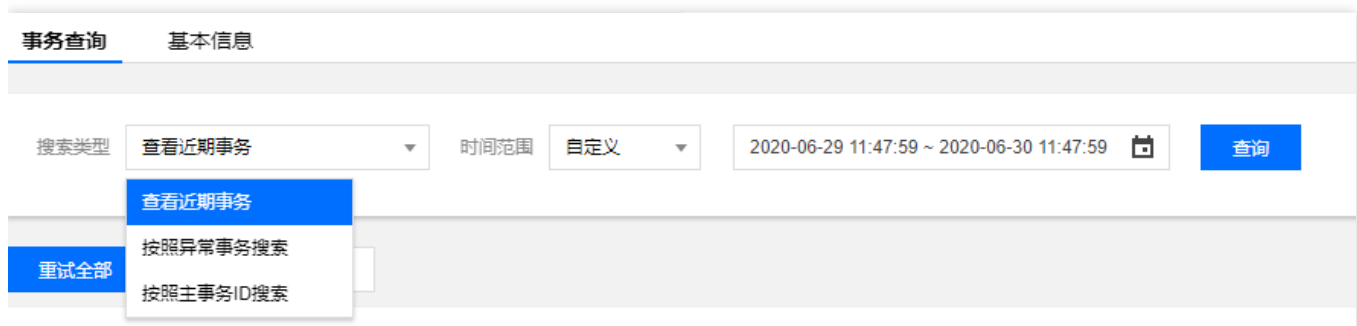 事务查询 基本信息
搜索类型 查看近期事务 时间范围 自定义 2020-06-29 11:47:59 ~ 2020-06-30 11:47:59 查询
查看近期事务
按照异常事务搜索
重试全部
按照主事务ID搜索